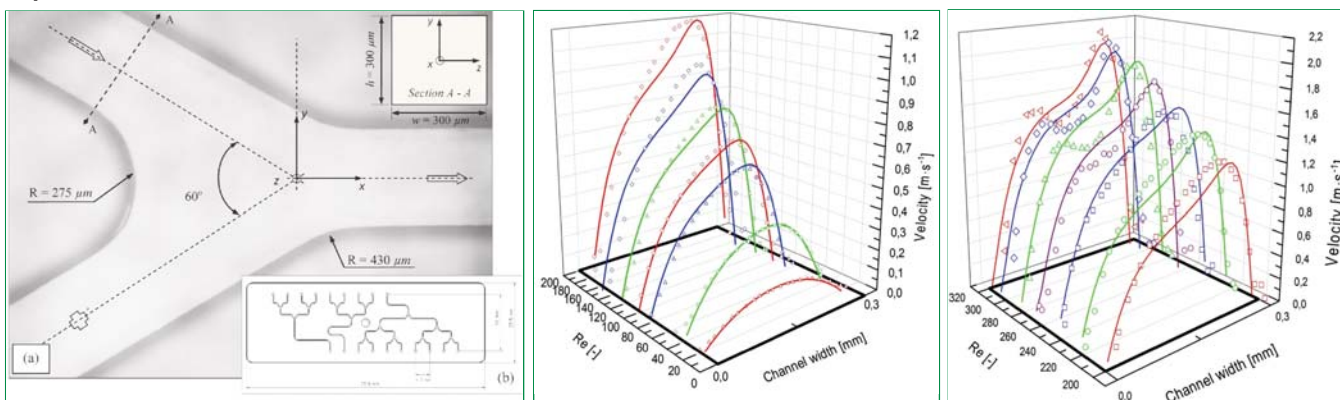 A
A
y
x
z
Section A - A
h = 300 µm
w = 300 µm
y
z
x
60º
R = 275 µm
R = 430 µm
(a)
(b)
1,2
1,1
1,0
0,9
0,8
0,7
0,6
0,5
0,4
0,3
0,2
0,1
0,0
Velocity [m·s⁻¹]
200
180
160
140
120
100
80
60
40
20
0
Re [-]
0,0
0,3
Channel width [mm]
2,2
2,0
1,8
1,6
1,4
1,2
1,0
0,8
0,6
0,4
0,2
0,0
Velocity [m·s⁻¹]
320
300
280
260
240
220
200
Re [-]
0,0
0,3
Channel width [mm]